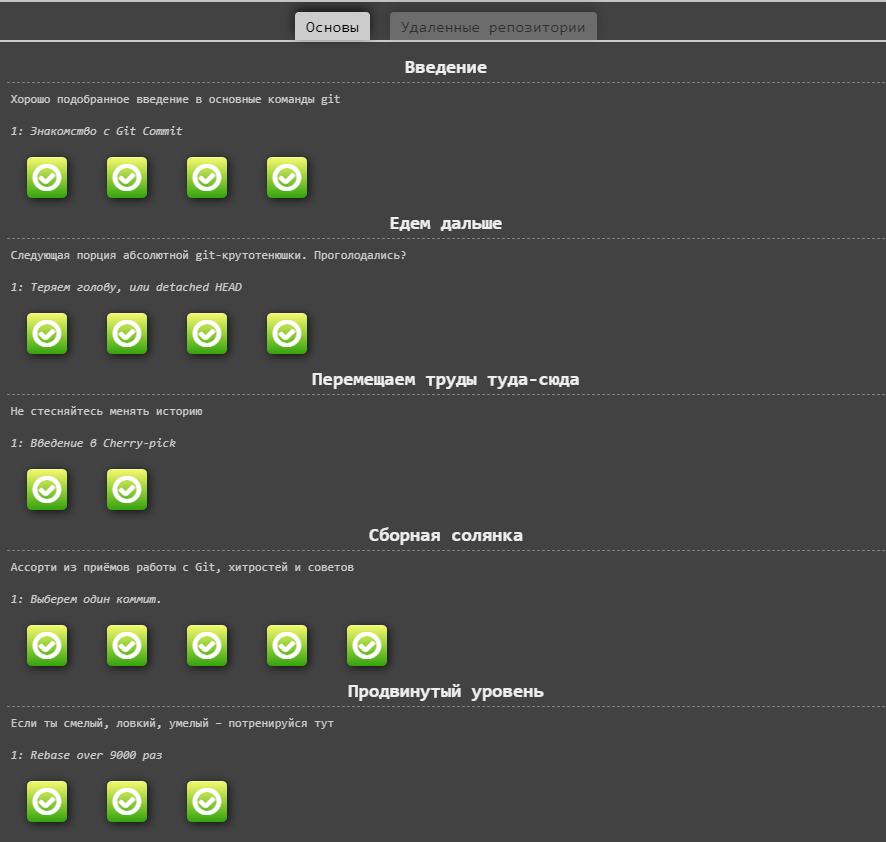 Основы Удаленные репозитории
Введение
Хорошо подобранное введение в основные команды git
1: Знакомство с Git Commit
Едем дальше
Следующая порция абсолютной git-крутотенюшки. Проголодались?
1: Теряем голову, или detached HEAD
Перемещаем труды туда-сюда
Не стесняйтесь менять историю
1: Введение в Cherry-pick
Сборная солянка
Ассорти из приёмов работы с Git, хитростей и советов
1: Выберем один коммит.
Продвинутый уровень
Если ты смелый, ловкий, умелый – потренируйся тут
1: Rebase over 9000 раз